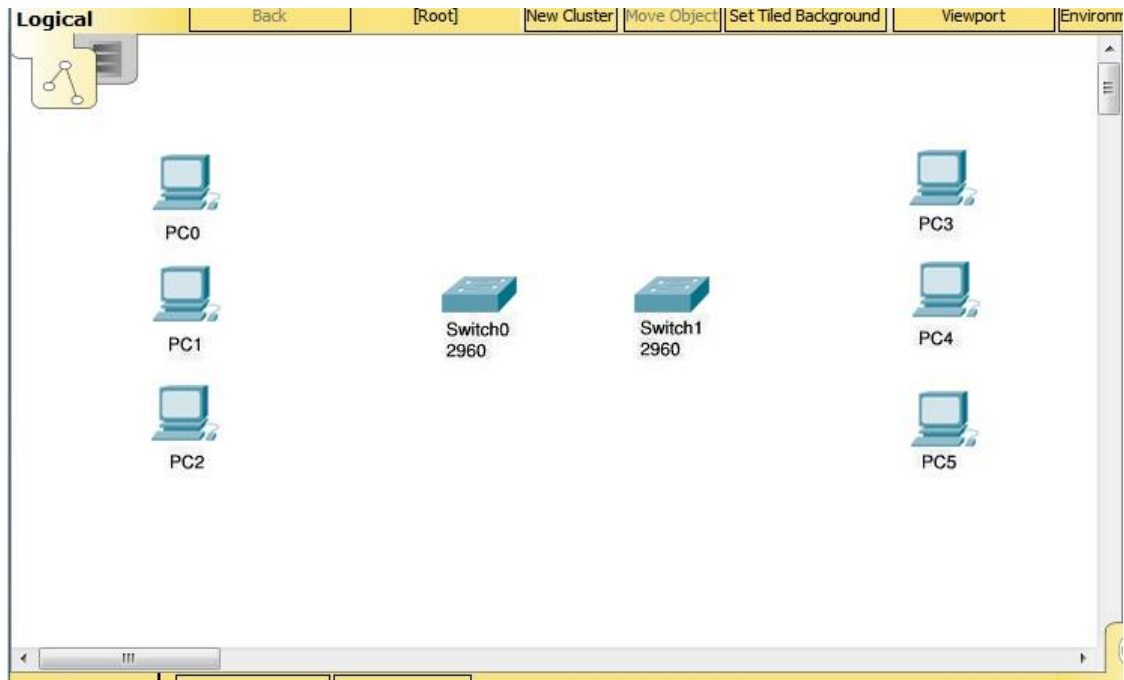 Logical Back [Root] New Cluster Move Object Set Tiled Background Viewport Environm
PC0
PC3
PC1
Switch0
2960
Switch1
2960
PC4
PC2
PC5